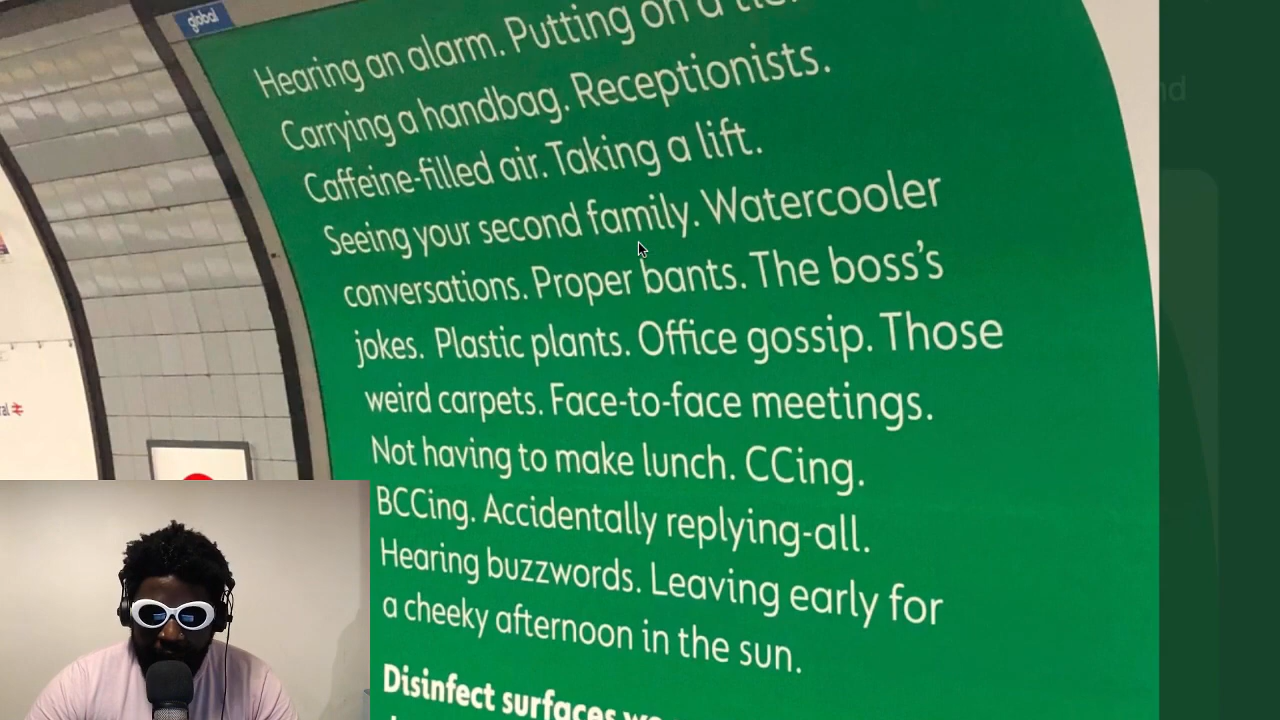 global
Hearing an alarm. Putting on a
Carrying a handbag. Receptionists.
Caffeine-filled air. Taking a lift.
Seeing your second family. Watercooler
conversations. Proper bants. The boss's
jokes. Plastic plants. Office gossip. Those
weird carpets. Face-to-face meetings.
Not having to make lunch. CCing.
BCCing. Accidentally replying-all.
Hearing buzzwords. Leaving early for
a cheeky afternoon in the sun.
Disinfect surfaces